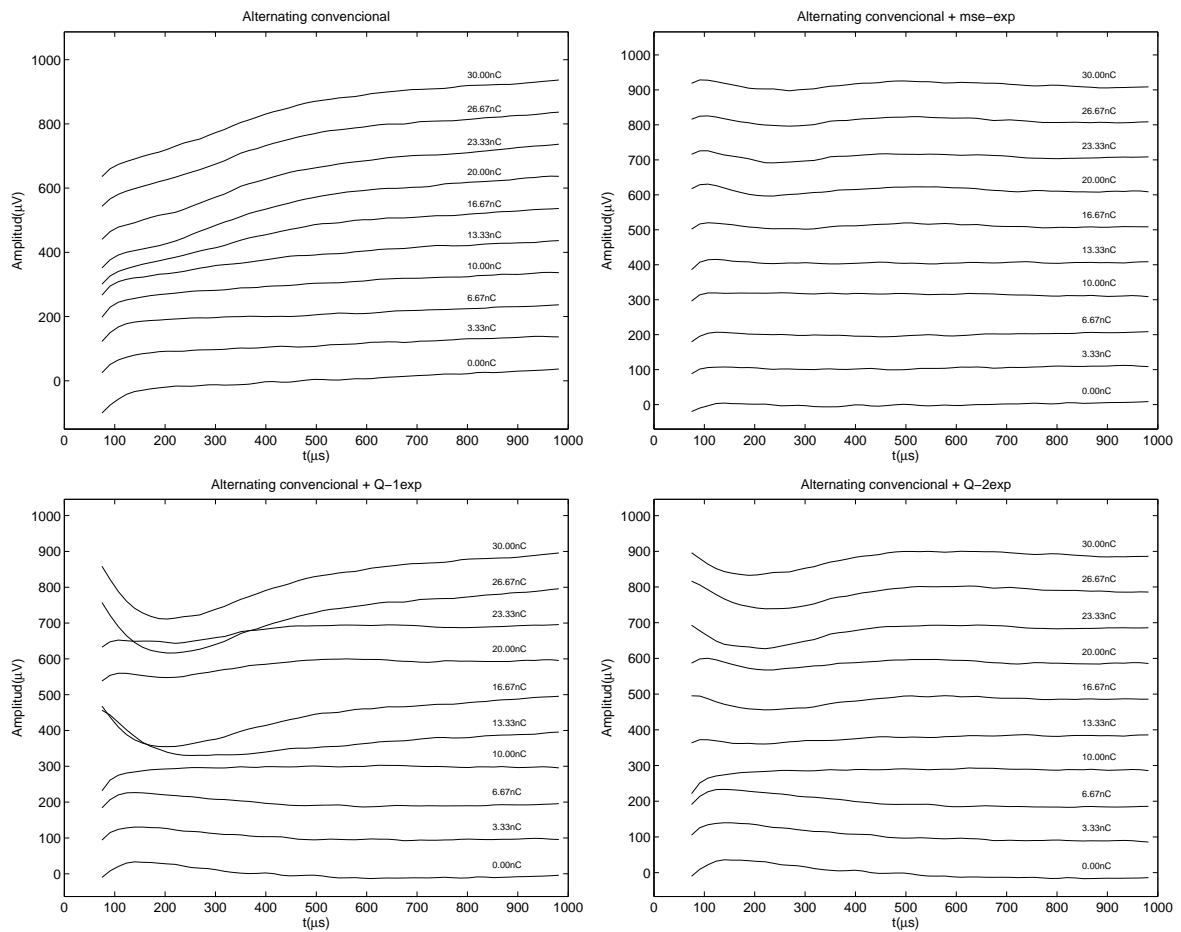 Alternating convencional
1000
800
600
400
200
0
Amplitud(µV)
30.00nC
26.67nC
23.33nC
20.00nC
16.67nC
13.33nC
10.00nC
6.67nC
3.33nC
0.00nC
0 100 200 300 400 500 600 700 800 900 1000
t(µs)
Alternating convencional + mse−exp
1000
900
800
700
600
500
400
300
200
100
0
Amplitud(µV)
30.00nC
26.67nC
23.33nC
20.00nC
16.67nC
13.33nC
10.00nC
6.67nC
3.33nC
0.00nC
0 100 200 300 400 500 600 700 800 900 1000
t(µs)
Alternating convencional + Q−1exp
1000
900
800
700
600
500
400
300
200
100
0
Amplitud(µV)
30.00nC
26.67nC
23.33nC
20.00nC
16.67nC
13.33nC
10.00nC
6.67nC
3.33nC
0.00nC
0 100 200 300 400 500 600 700 800 900 1000
t(µs)
Alternating convencional + Q−2exp
1000
900
800
700
600
500
400
300
200
100
0
Amplitud(µV)
30.00nC
26.67nC
23.33nC
20.00nC
16.67nC
13.33nC
10.00nC
6.67nC
3.33nC
0.00nC
0 100 200 300 400 500 600 700 800 900 1000
t(µs)